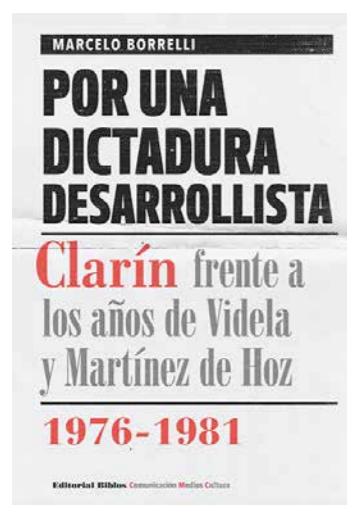 MARCELO BORRELLI
POR UNA
DICTADURA
DESARROLLISTA
Clarín frente a
los años de Videla
y Martínez de Hoz
1976-1981
Editorial Biblos Comunicación Medios Cultura